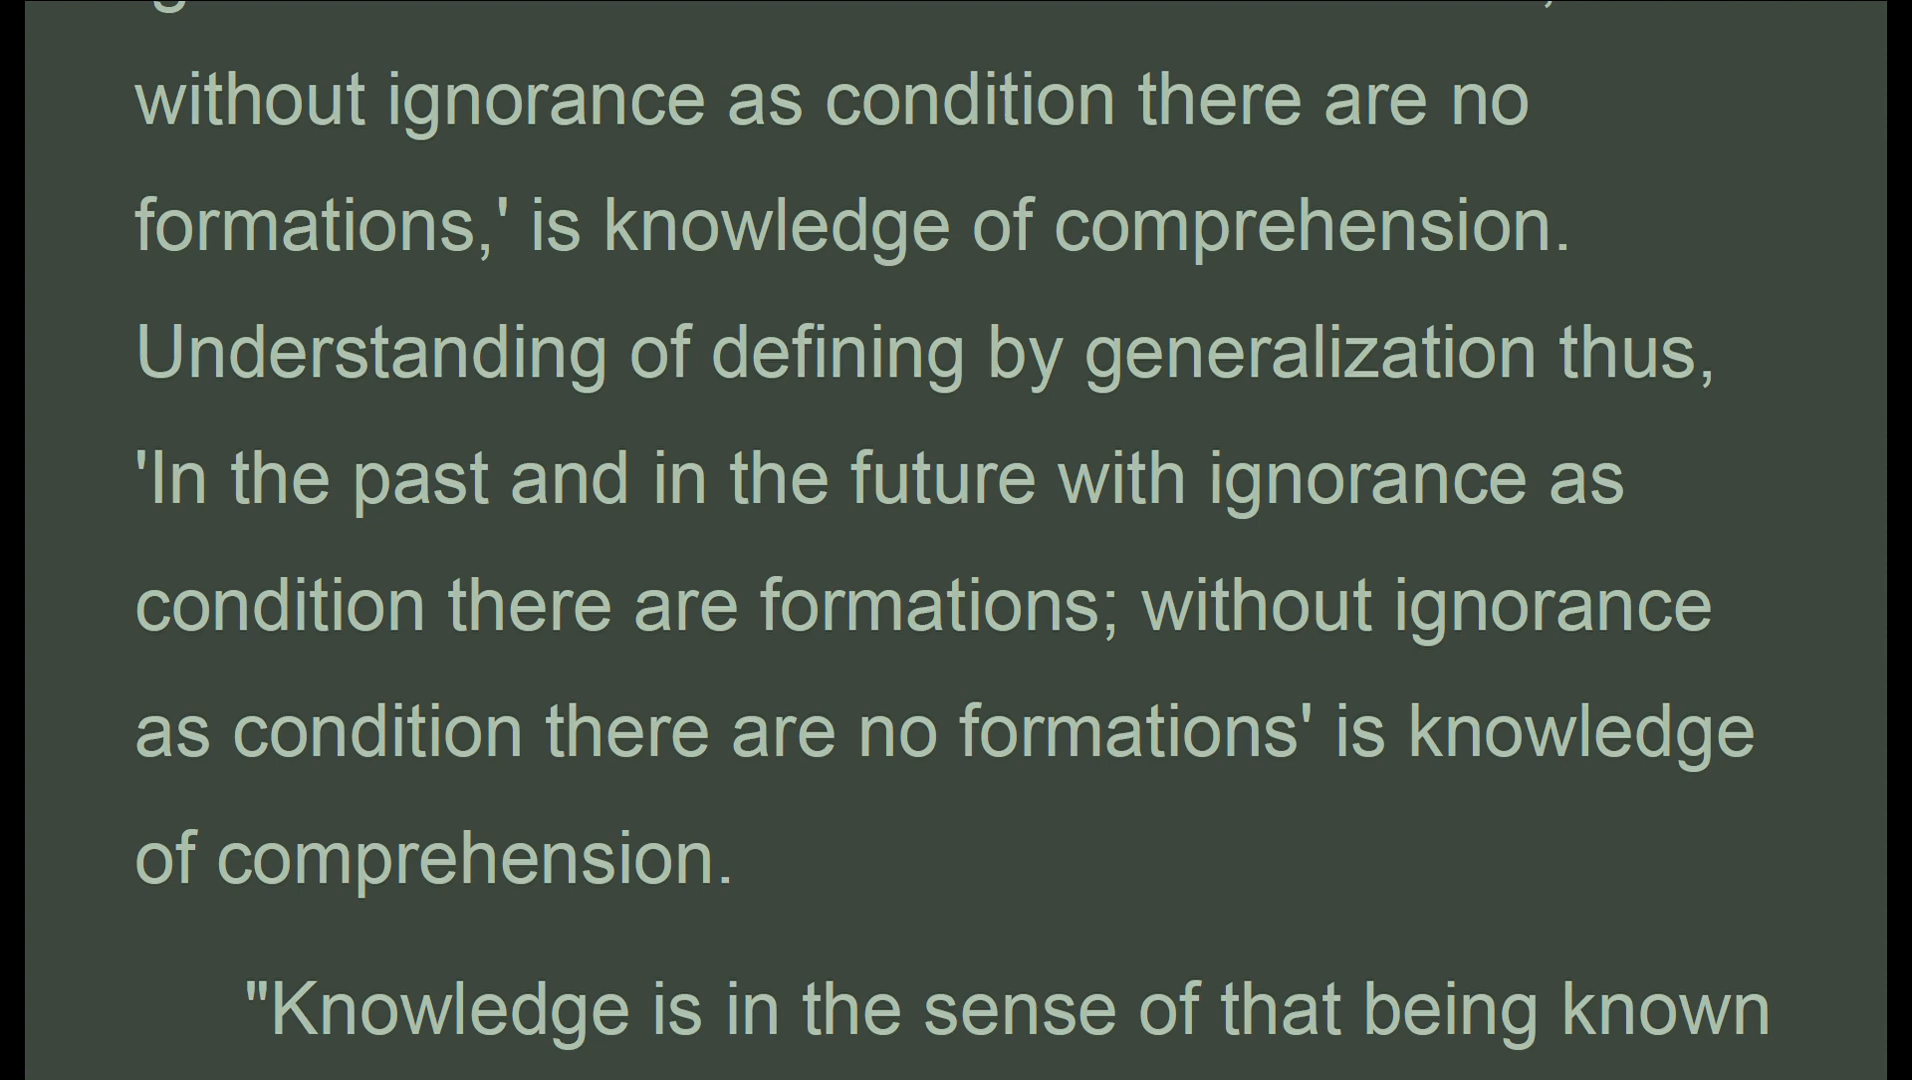 without ignorance as condition there are no
formations,' is knowledge of comprehension.
Understanding of defining by generalization thus,
'In the past and in the future with ignorance as
condition there are formations; without ignorance
as condition there are no formations' is knowledge
of comprehension.
"Knowledge is in the sense of that being known